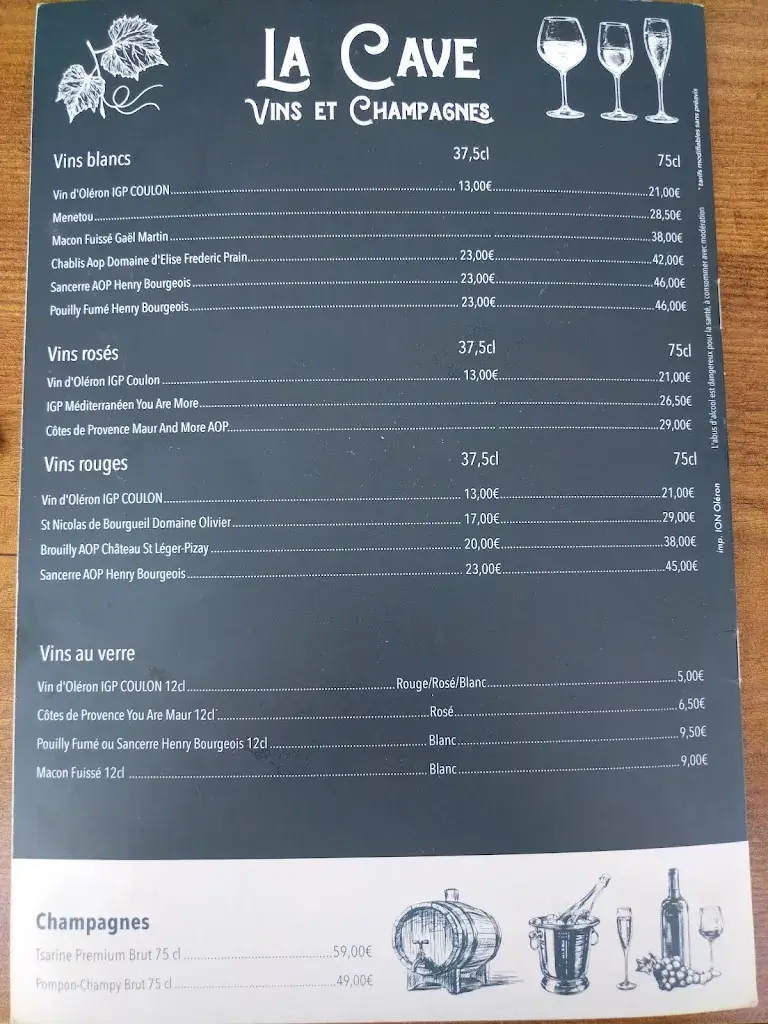 LA CAVE
VINS ET CHAMPAGNES
Vins blancs 37,5cl 75cl
Vin d'Oléron IGP COULON 13,00€ 21,00€
Menetou 28,50€
Macon Fuissé Gaël Martin 38,00€
Chablis Aop Domaine d'Elise Frederic Prain 23,00€ 42,00€
Sancerre AOP Henry Bourgeois 23,00€ 46,00€
Pouilly Fumé Henry Bourgeois 23,00€ 46,00€
Vins rosés 37,5cl 75cl
Vin d'Oléron IGP Coulon 13,00€ 21,00€
IGP Méditerranéen You Are More 26,50€
Côtes de Provence Maur And More AOP 29,00€
Vins rouges 37,5cl 75cl
Vin d'Oléron IGP COULON 13,00€ 21,00€
St Nicolas de Bourgueil Domaine Olivier 17,00€ 29,00€
Brouilly AOP Château St Léger-Pizay 20,00€ 38,00€
Sancerre AOP Henry Bourgeois 23,00€ 45,00€
Vins au verre
Vin d'Oléron IGP COULON 12cl Rouge/Rosé/Blanc 5,00€
Côtes de Provence You Are Maur 12cl Rosé 6,50€
Pouilly Fumé ou Sancerre Henry Bourgeois 12cl Blanc 9,50€
Macon Fuissé 12cl Blanc 9,00€
Champagnes
Tsarine Premium Brut 75 cl 59,00€
Pompon-Champy Brut 75 cl 49,00€
* tarifs modifiables sans préavis
L'abus d'alcool est dangereux pour la santé, à consommer avec modération
imp. ION Oléron